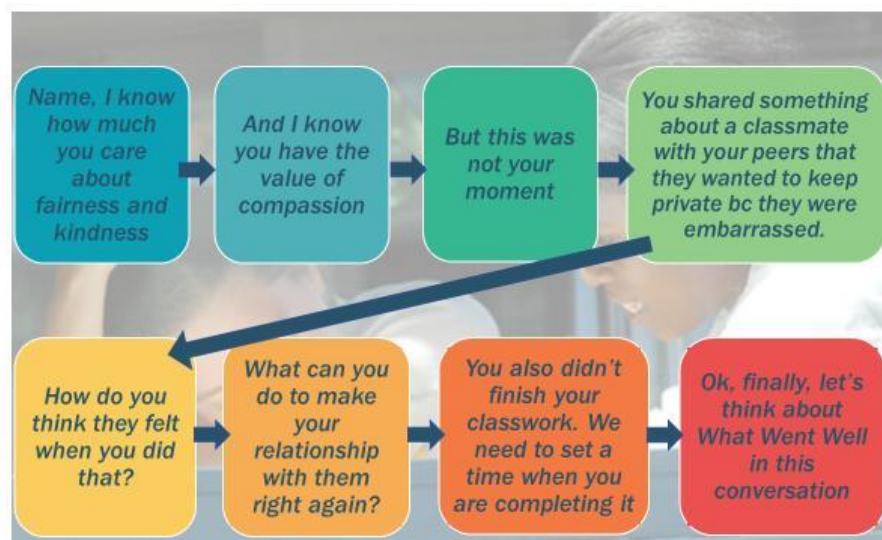 Name, I know
how much
you care
about
fairness and
kindness
And I know
you have the
value of
compassion
But this was
not your
moment
You shared something
about a classmate
with your peers that
they wanted to keep
private bc they were
embarrassed.
How do you
think they felt
when you did
that?
What can you
do to make
your
relationship
with them
right again?
You also didn't
finish your
classwork. We
need to set a
time when you
are completing it
Ok, finally, let's
think about
What Went Well
in this
conversation